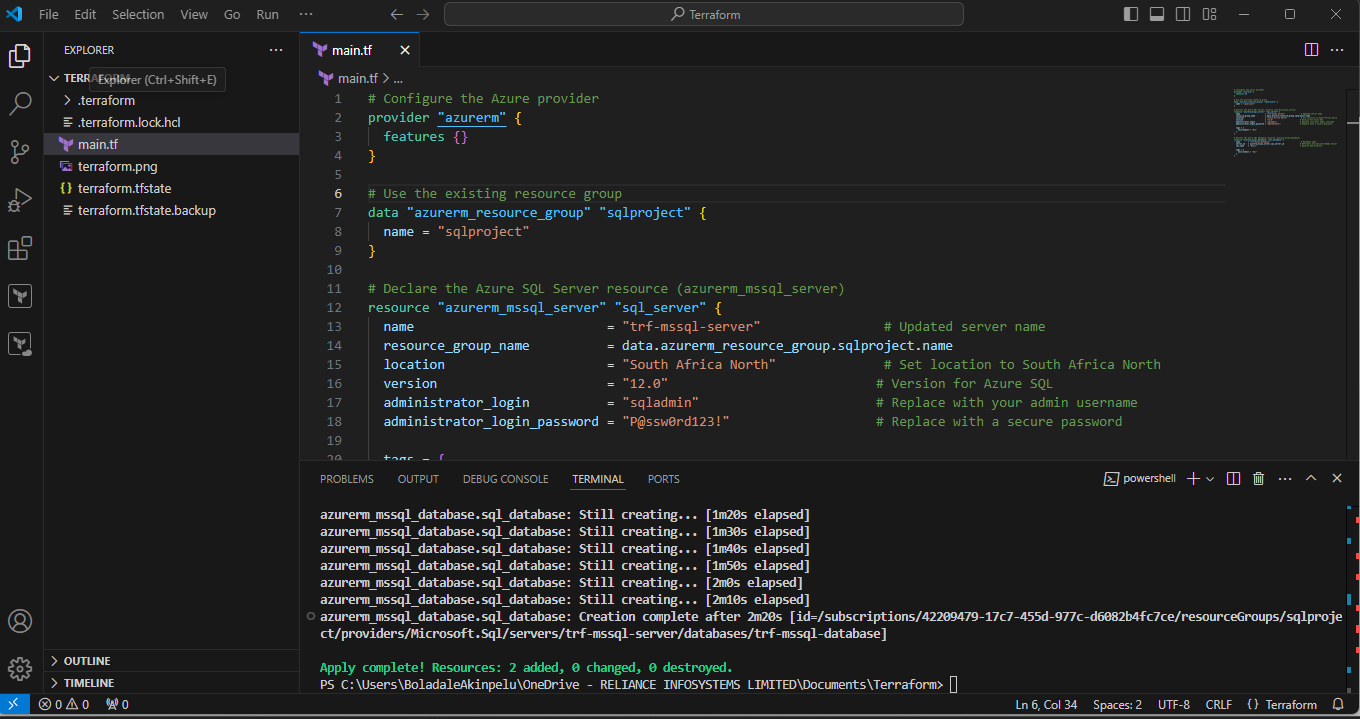 File Edit Selection View Go Run ··· Terraform
EXPLORER ···
main.tf
TERRAFORM
Explorer (Ctrl+Shift+E)
.terraform
.terraform.lock.hcl
main.tf
terraform.png
{} terraform.tfstate
terraform.tfstate.backup
OUTLINE
TIMELINE
main.tf > ...
1 # Configure the Azure provider
2 provider "azurerm" {
3 features {}
4 }
5
6 # Use the existing resource group
7 data "azurerm_resource_group" "sqlproject" {
8 name = "sqlproject"
9 }
10
11 # Declare the Azure SQL Server resource (azurerm_mssql_server)
12 resource "azurerm_mssql_server" "sql_server" {
13 name = "trf-mssql-server" # Updated server name
14 resource_group_name = data.azurerm_resource_group.sqlproject.name
15 location = "South Africa North" # Set location to South Africa North
16 version = "12.0" # Version for Azure SQL
17 administrator_login = "sqladmin" # Replace with your admin username
18 administrator_login_password = "P@ssw0rd123!" # Replace with a secure password
19
20 tags = {
PROBLEMS OUTPUT DEBUG CONSOLE TERMINAL PORTS powershell
azurerm_mssql_database.sql_database: Still creating... [1m20s elapsed]
azurerm_mssql_database.sql_database: Still creating... [1m30s elapsed]
azurerm_mssql_database.sql_database: Still creating... [1m40s elapsed]
azurerm_mssql_database.sql_database: Still creating... [1m50s elapsed]
azurerm_mssql_database.sql_database: Still creating... [2m0s elapsed]
azurerm_mssql_database.sql_database: Still creating... [2m10s elapsed]
azurerm_mssql_database.sql_database: Creation complete after 2m20s [id=/subscriptions/42209479-17c7-455d-977c-d6082b4fc7ce/resourceGroups/sqlproje
ct/providers/Microsoft.Sql/servers/trf-mssql-server/databases/trf-mssql-database]
Apply complete! Resources: 2 added, 0 changed, 0 destroyed.
PS C:\Users\BoladaleAkinpelu\OneDrive - RELIANCE INFOSYSTEMS LIMITED\Documents\Terraform>
0 0 0 Ln 6, Col 34 Spaces: 2 UTF-8 CRLF {} Terraform